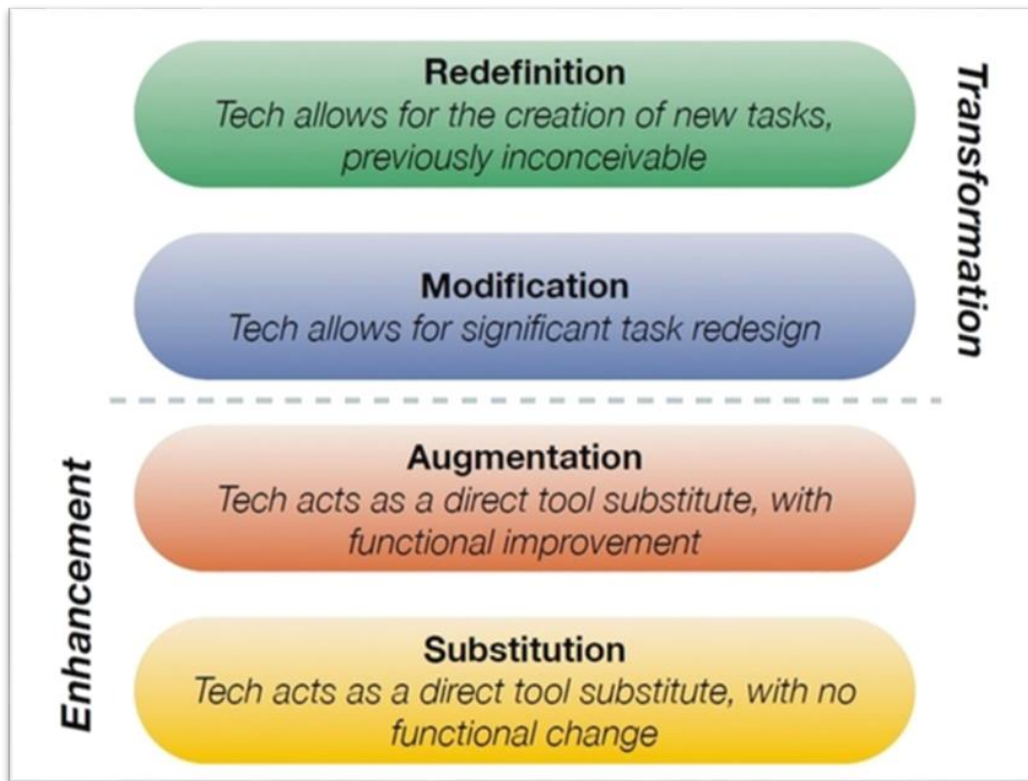 Redefinition
Tech allows for the creation of new tasks,
previously inconceivable
Modification
Tech allows for significant task redesign
Transformation
Augmentation
Tech acts as a direct tool substitute, with
functional improvement
Substitution
Tech acts as a direct tool substitute, with no
functional change
Enhancement